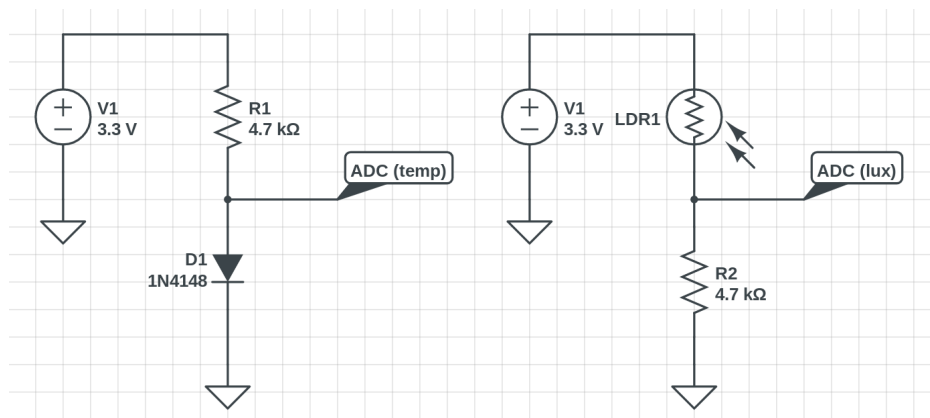 V1
3.3 V
R1
4.7 kΩ
ADC (temp)
D1
1N4148
V1
3.3 V
LDR1
ADC (lux)
R2
4.7 kΩ